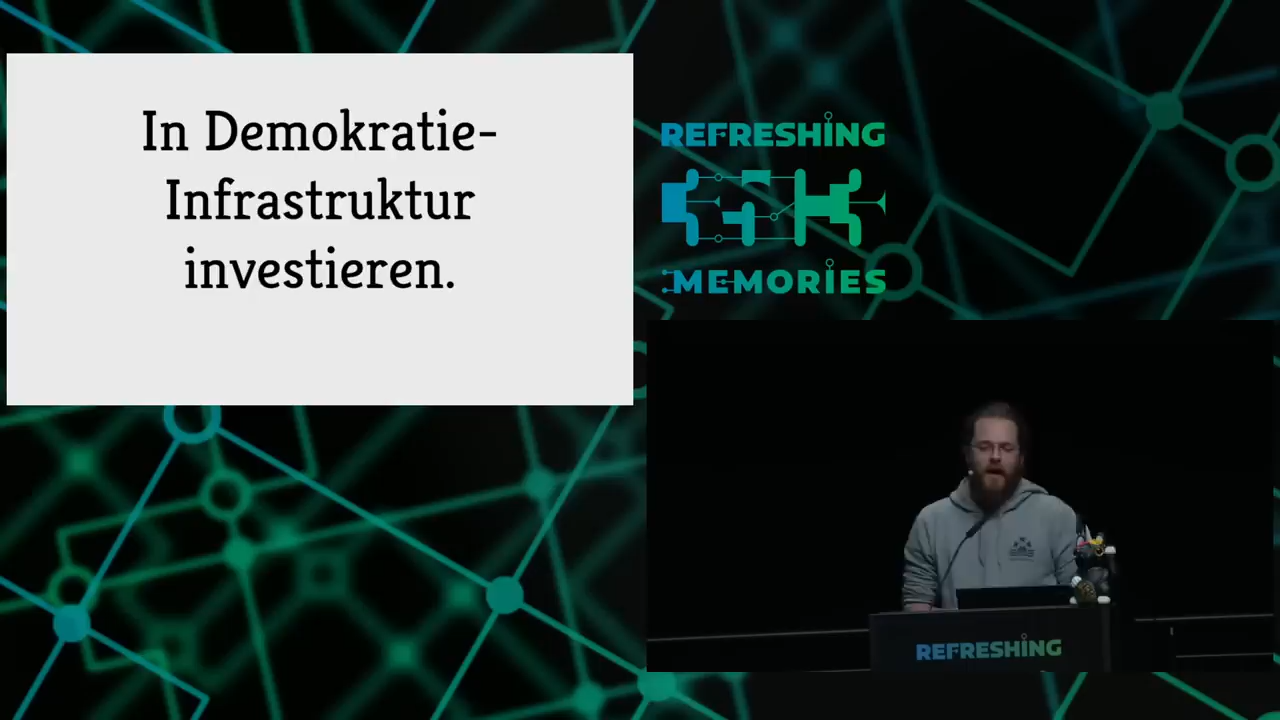 In Demokratie-
Infrastruktur
investieren.
REFRESHING
MEMORIES
REFRESHING